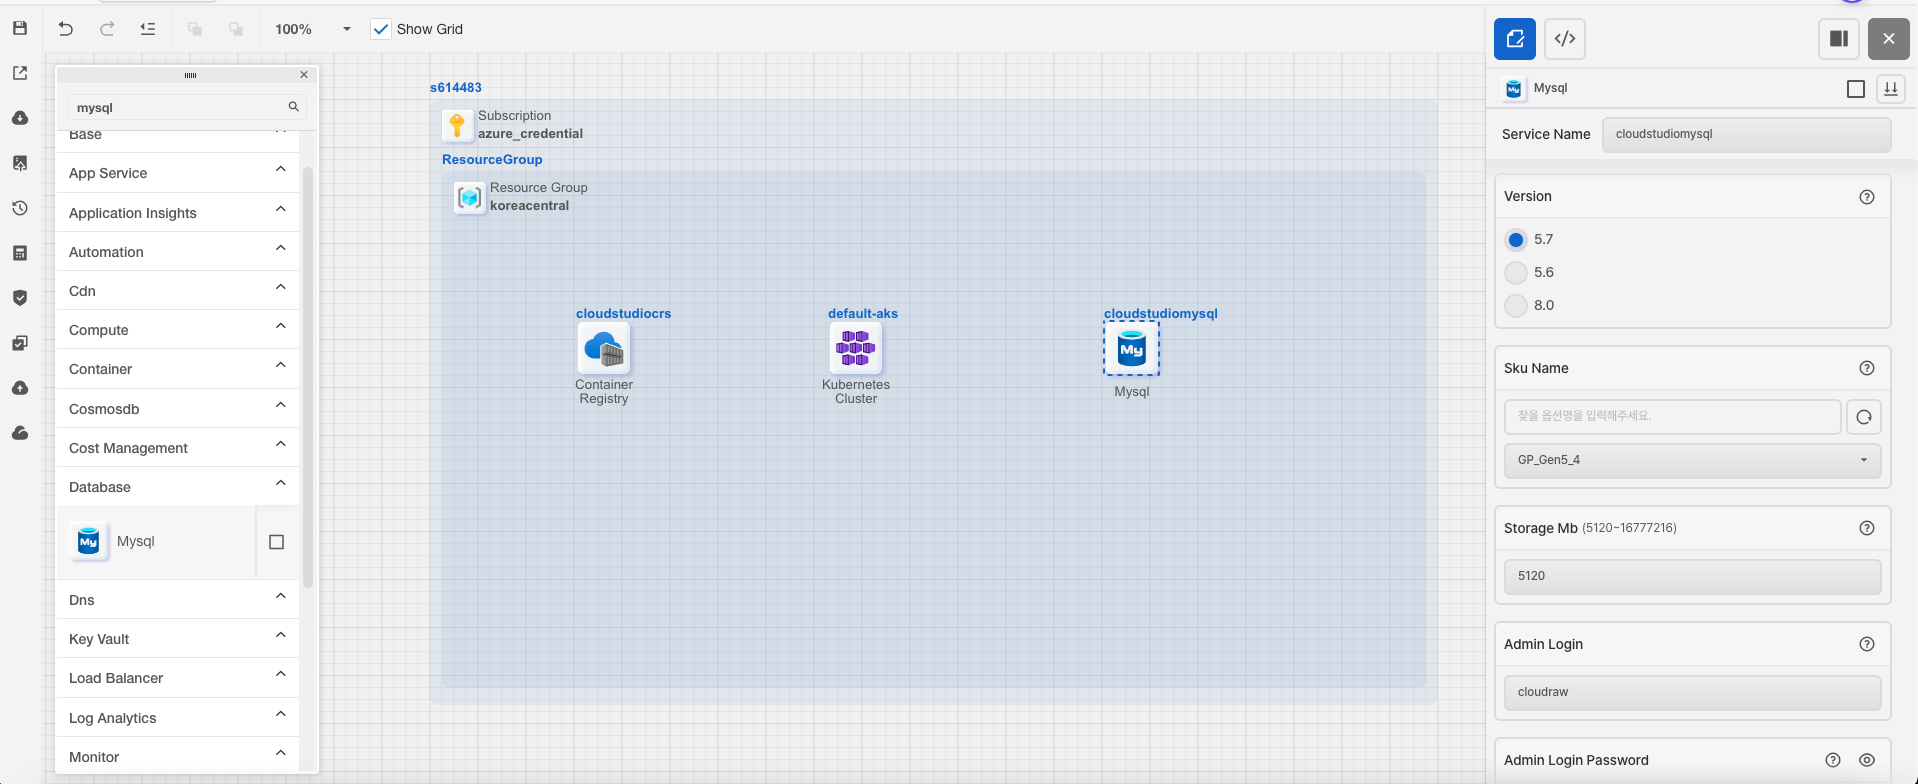 100%
Show Grid
mysql
Base
App Service
Application Insights
Automation
Cdn
Compute
Container
Cosmosdb
Cost Management
Database
My
Mysql
Dns
Key Vault
Load Balancer
Log Analytics
Monitor
s614483
Subscription
azure_credential
ResourceGroup
Resource Group
koreacentral
cloudstudiocrs
Container
Registry
default-aks
Kubernetes
Cluster
cloudstudiomysql
My
Mysql
</>
My
Mysql
Service Name
cloudstudiomysql
Version
5.7
5.6
8.0
Sku Name
찾을 옵션명을 입력해주세요.
GP_Gen5_4
Storage Mb (5120~16777216)
5120
Admin Login
cloudraw
Admin Login Password